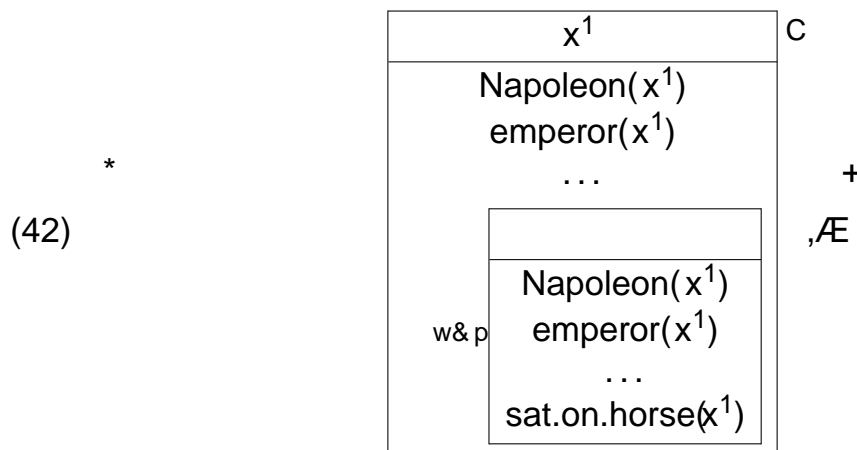 x¹ C
Napoleon(x¹)
emperor(x¹)
* . . . +
(42) ,Æ
Napoleon(x¹)
w& p emperor(x¹)
. . .
sat.on.horse(x¹)